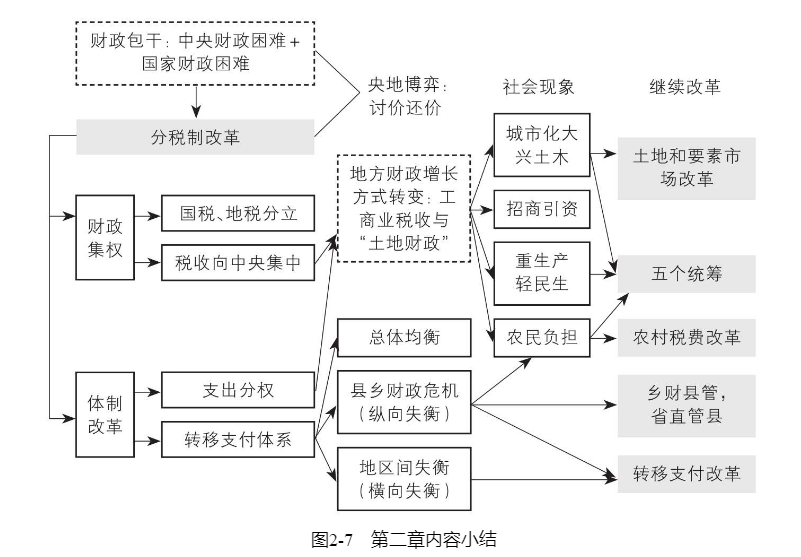 财政包干：中央财政困难＋
国家财政困难
央地博弈：
讨价还价
社会现象
继续改革
分税制改革
城市化大
兴土木
土地和要素市
场改革
地方财政增长
方式转变：工
商业税收与
“土地财政”
财政
集权
国税、地税分立
招商引资
税收向中央集中
重生产
轻民生
五个统筹
总体均衡
农民负担
农村税费改革
体制
改革
支出分权
县乡财政危机
（纵向失衡）
乡财县管，
省直管县
转移支付体系
地区间失衡
（横向失衡）
转移支付改革
图2-7　第二章内容小结